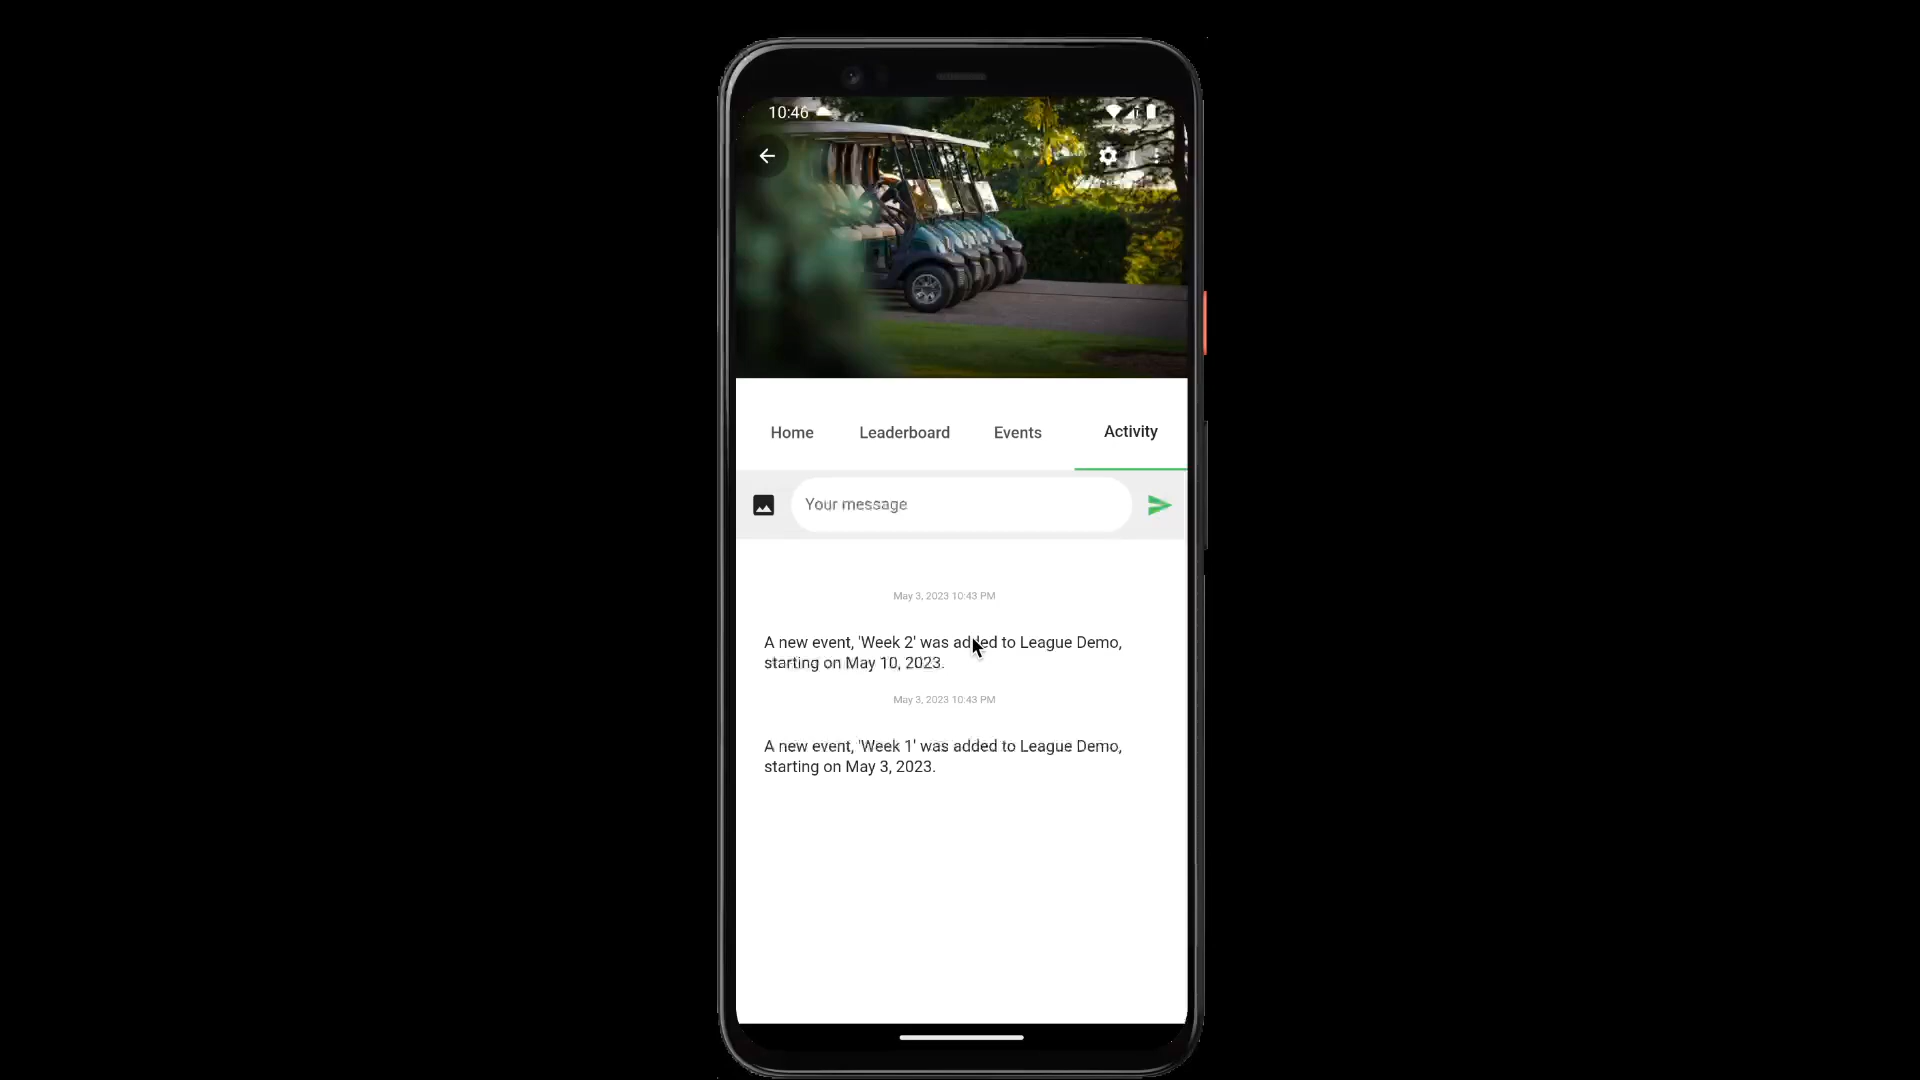 10:46
Home Leaderboard Events Activity
Your message
May 3, 2023 10:43 PM
A new event, 'Week 2' was added to League Demo,
starting on May 10, 2023.
May 3, 2023 10:43 PM
A new event, 'Week 1' was added to League Demo,
starting on May 3, 2023.